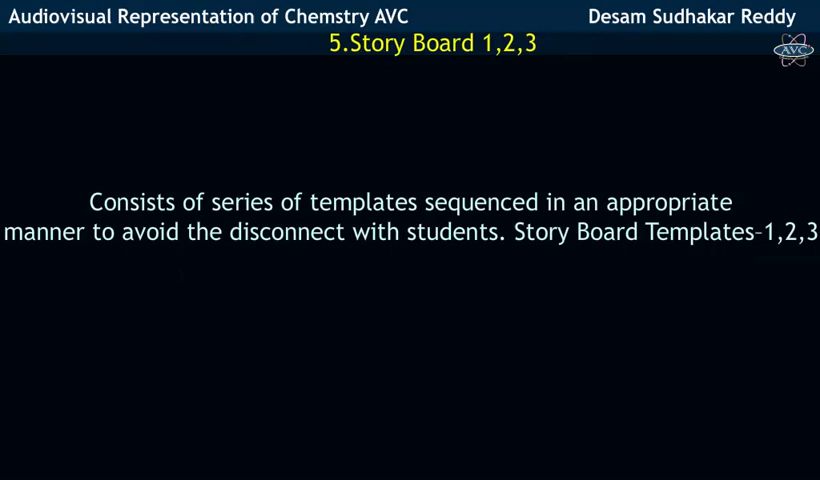 Audiovisual Representation of Chemstry AVC
Desam Sudhakar Reddy
5.Story Board 1,2,3
AVC
Consists of series of templates sequenced in an appropriate
manner to avoid the disconnect with students. Story Board Templates-1,2,3